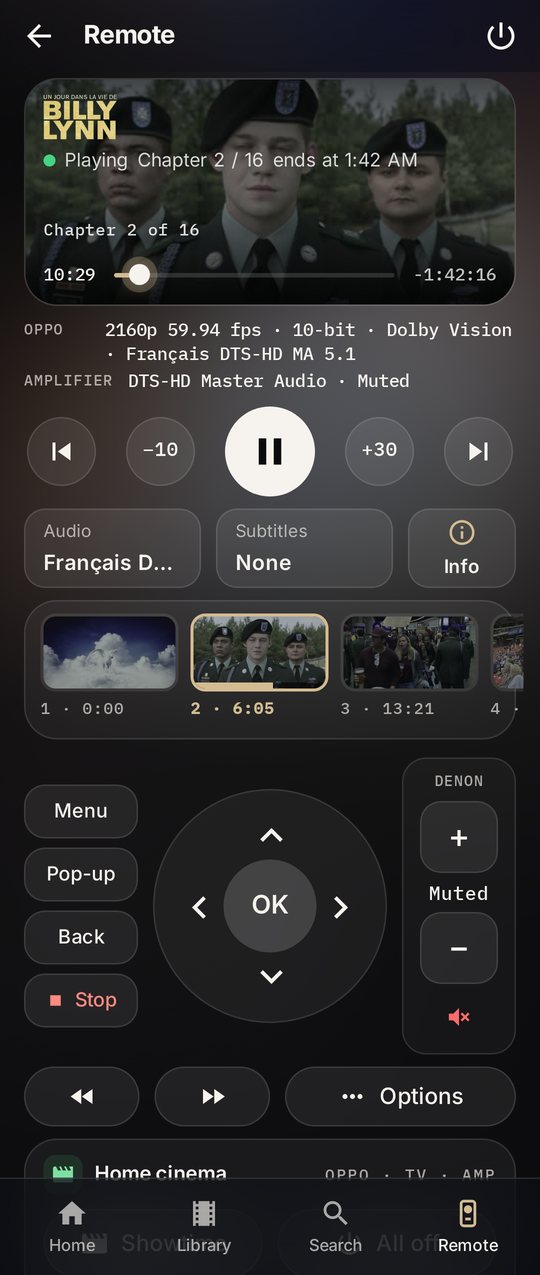 Remote
UN JOUR DANS LA VIE DE
BILLY
LYNN
Playing Chapter 2 / 16 ends at 1:42 AM
Chapter 2 of 16
10:29 -1:42:16
OPPO 2160p 59.94 fps · 10-bit · Dolby Vision
· Français DTS-HD MA 5.1
AMPLIFIER DTS-HD Master Audio · Muted
−10 +30
Audio Subtitles
Français D... None Info
1 · 0:00 2 · 6:05 3 · 13:21 4 ·
DENON
Menu
+
Pop-up
Muted
OK
Back
−
Stop
Options
Home cinema OPPO · TV · AMP
Showtime All off
Home Library Search Remote